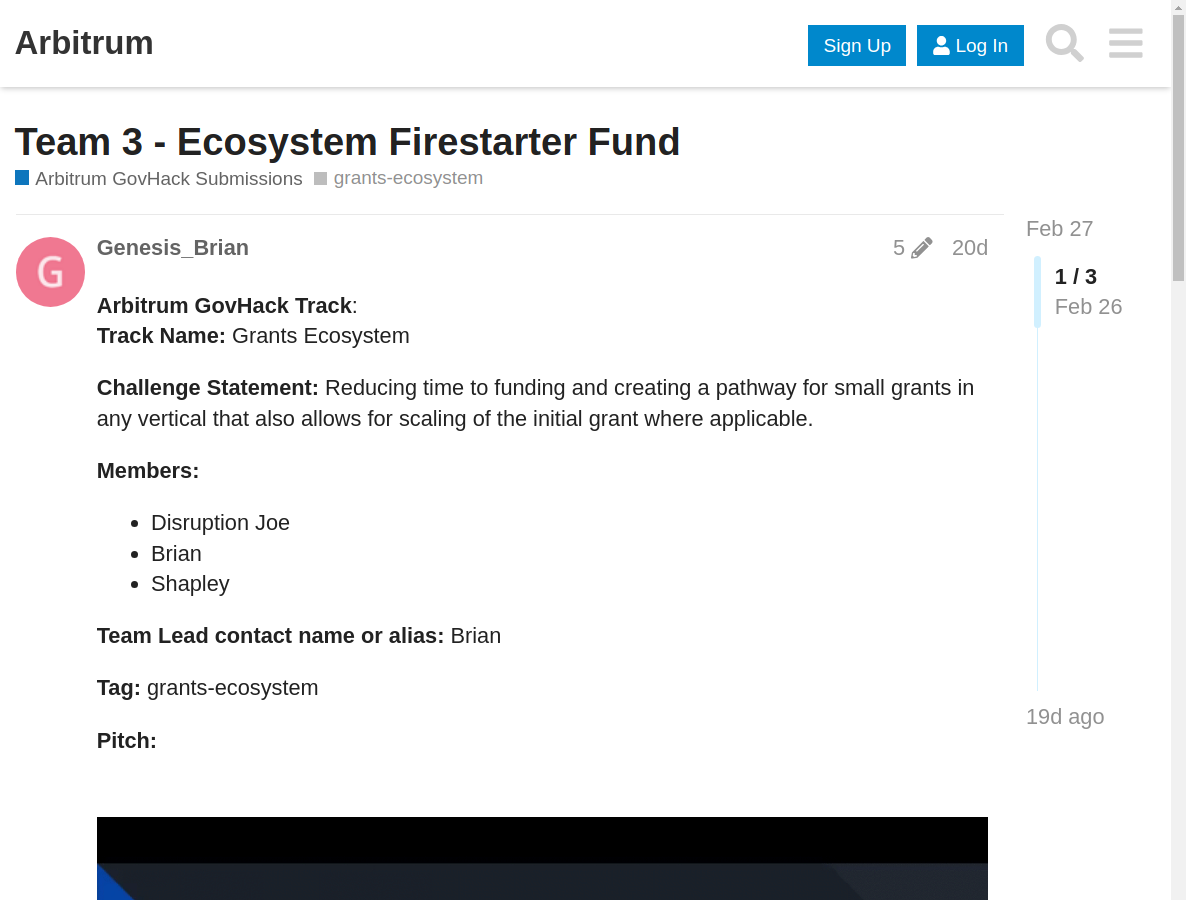 Arbitrum
Sign Up
Log In
Team 3 - Ecosystem Firestarter Fund
Arbitrum GovHack Submissions
grants-ecosystem
G
Genesis_Brian
5
20d
Feb 27
1 / 3
Feb 26
Arbitrum GovHack Track:
Track Name: Grants Ecosystem
Challenge Statement: Reducing time to funding and creating a pathway for small grants in
any vertical that also allows for scaling of the initial grant where applicable.
Members:
Disruption Joe
Brian
Shapley
Team Lead contact name or alias: Brian
Tag: grants-ecosystem
19d ago
Pitch: